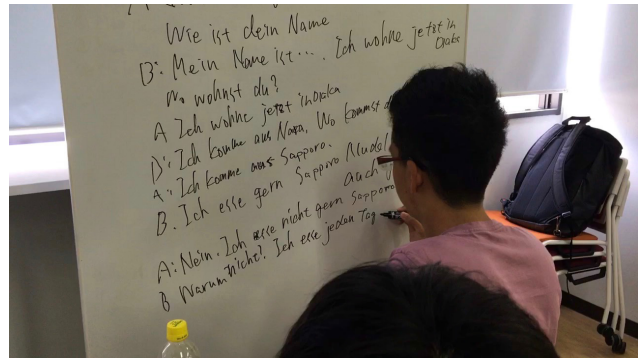 A
Wie ist dein Name
B: Mein Name ist... Ich wohne jetzt in Osaka
Wo wohnst du?
A Ich wohne jetzt in Osaka
B: Ich komme aus Nara. Wo kommst d
A: Ich komme aus Sapporo.
B. Ich esse gern Sapporo Nudel
auch
A: Nein. Ich esse nicht gern Sapporo
B Warum nicht? Ich esse jeden Tag